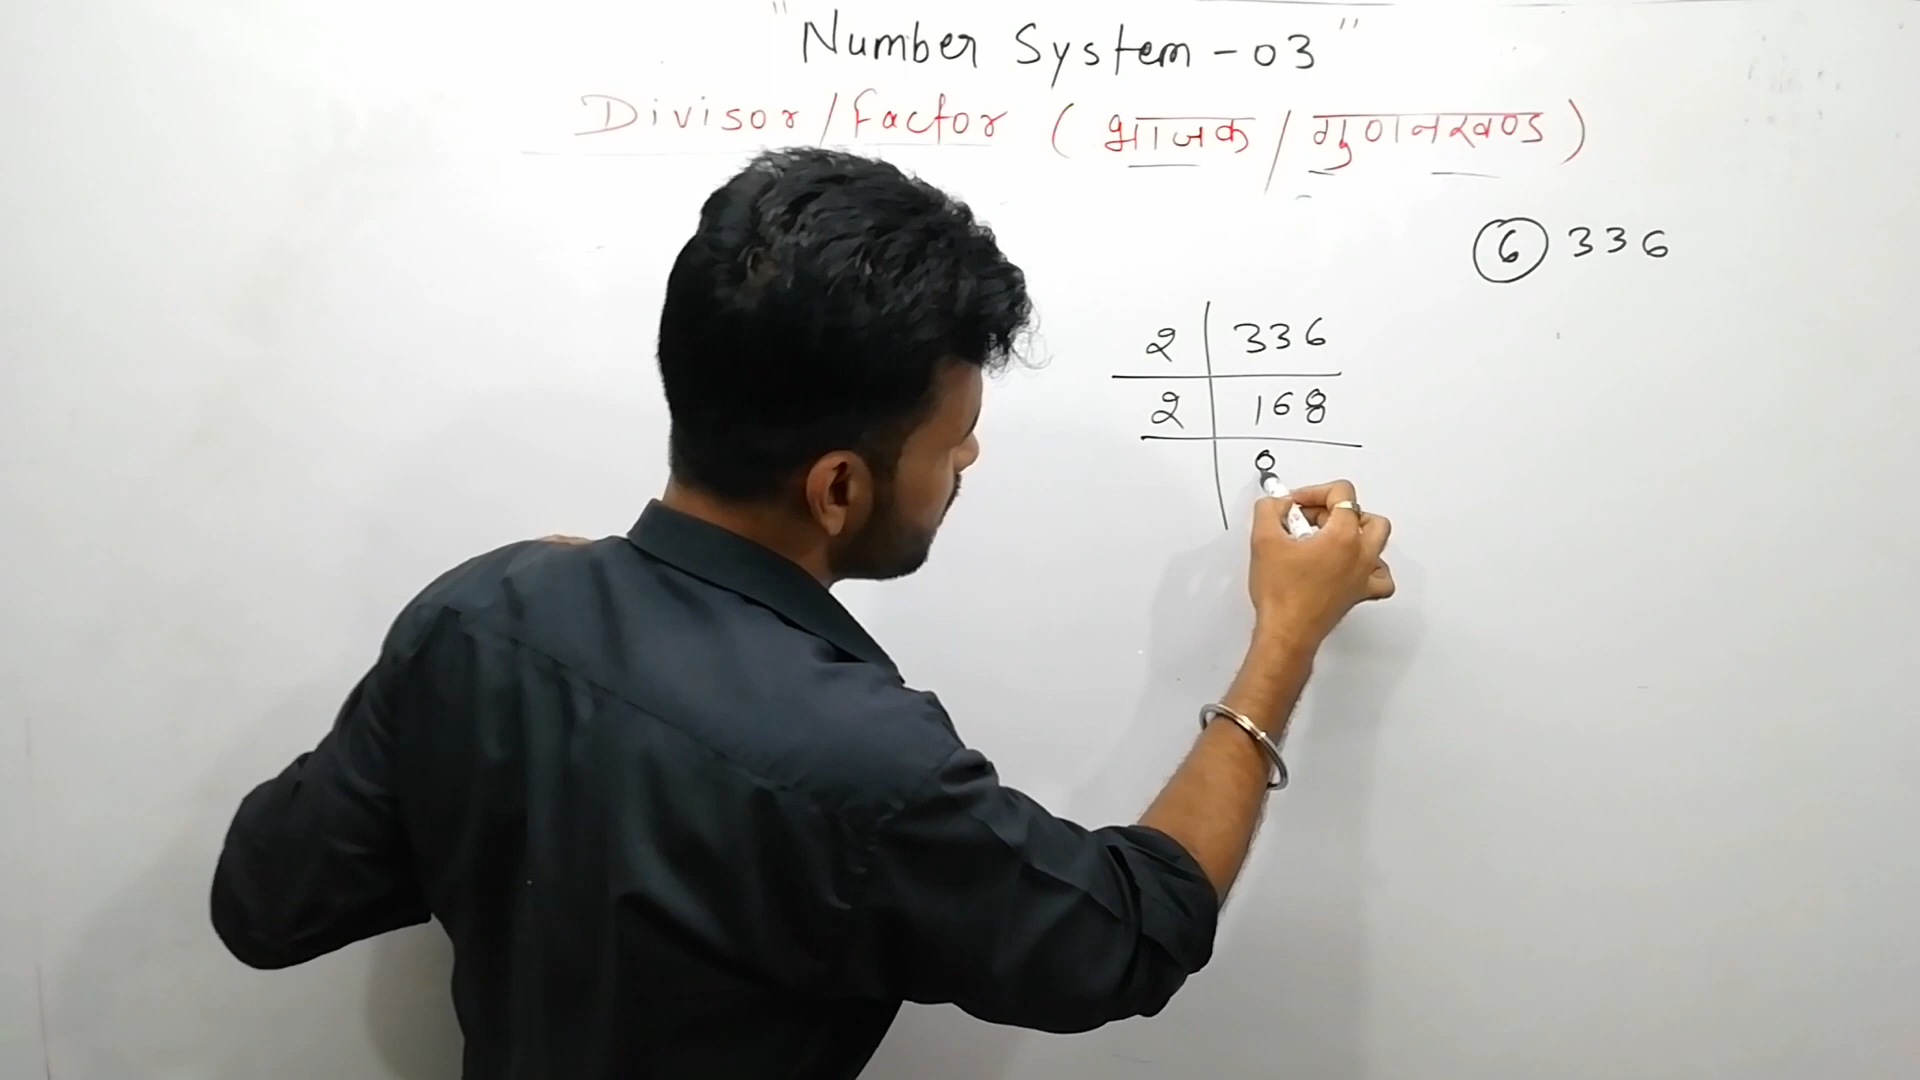 "Number System - 03"
Divisor / Factor ( भाजक / गुणनखण्ड )
6 336
2 336
2 168
8